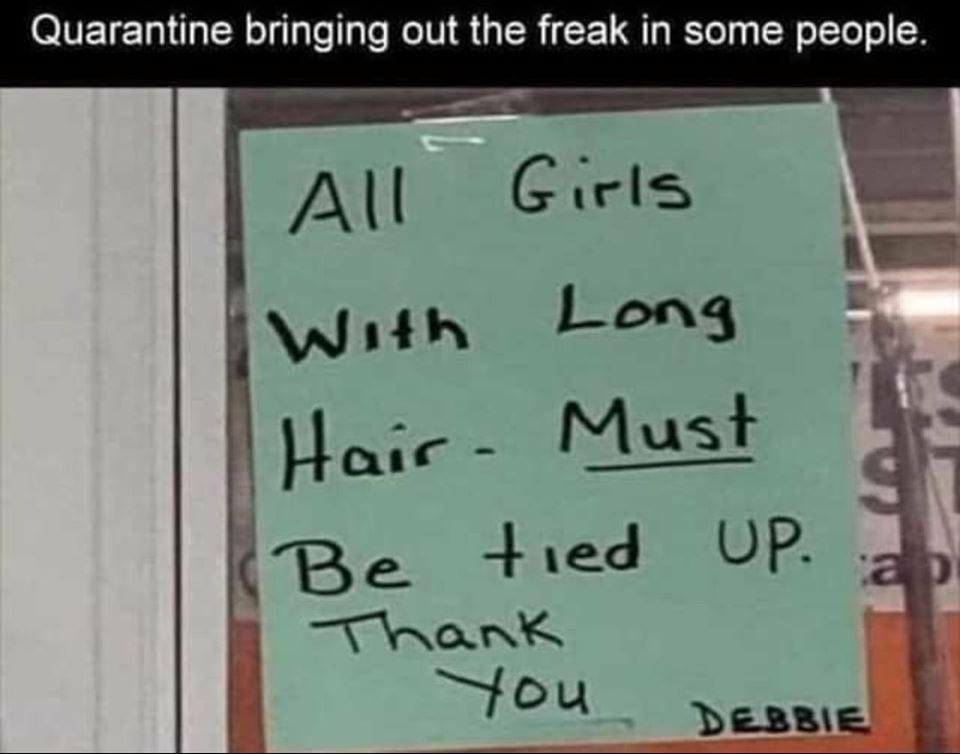 Quarantine bringing out the freak in some people.
All Girls
With Long
Hair - Must
Be tied UP.
Thank
You
DEBBIE